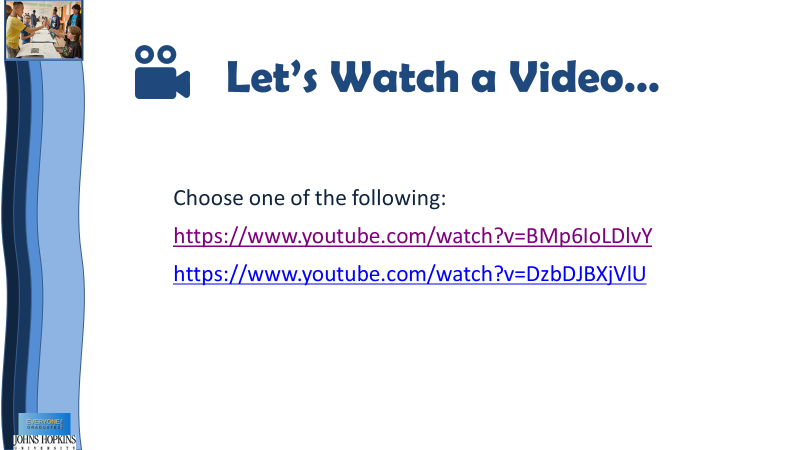 Let’s Watch a Video…
Choose one of the following:
https://www.youtube.com/watch?v=BMp6IoLDlvY
https://www.youtube.com/watch?v=DzbDJBXjVlU
EVERYONE
GRADUATES
JOHNS HOPKINS
UNIVERSITY